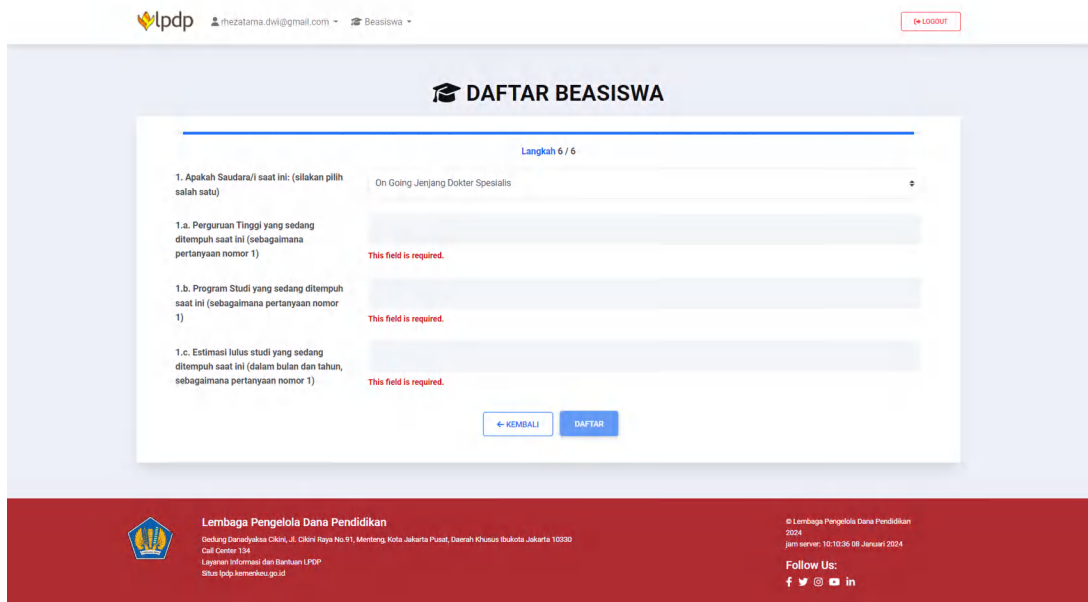 lpdp rhezatama.dwi@gmail.com Beasiswa LOGOUT
DAFTAR BEASISWA
Langkah 6 / 6
1. Apakah Saudara/i saat ini: (silakan pilih
salah satu)
On Going Jenjang Dokter Spesialis
1.a. Perguruan Tinggi yang sedang
ditempuh saat ini (sebagaimana
pertanyaan nomor 1)
This field is required.
1.b. Program Studi yang sedang ditempuh
saat ini (sebagaimana pertanyaan nomor
1)
This field is required.
1.c. Estimasi lulus studi yang sedang
ditempuh saat ini (dalam bulan dan tahun,
sebagaimana pertanyaan nomor 1)
This field is required.
← KEMBALI DAFTAR
Lembaga Pengelola Dana Pendidikan
Gedung Danadyaksa Cikini, Jl. Cikini Raya No.91, Menteng, Kota Jakarta Pusat, Daerah Khusus Ibukota Jakarta 10330
Call Center 134
Layanan Informasi dan Bantuan LPDP
Situs lpdp.kemenkeu.go.id
© Lembaga Pengelola Dana Pendidikan
2024
jam server: 10:10:36 08 Januari 2024
Follow Us: